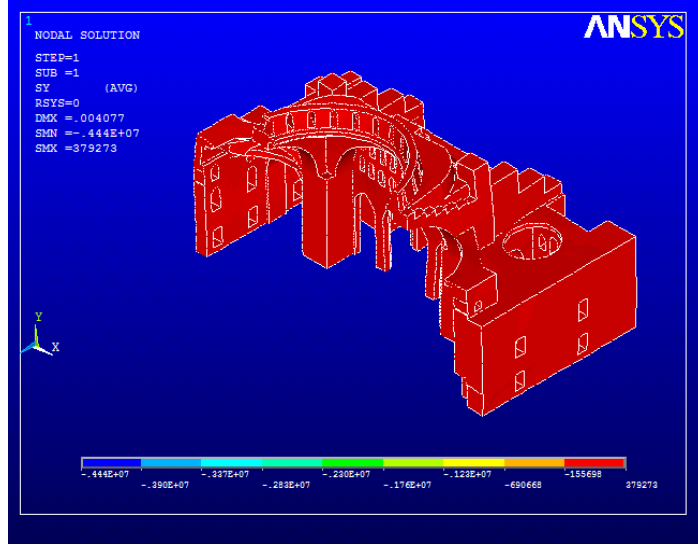 1
ANSYS
NODAL SOLUTION
STEP=1
SUB =1
SY (AVG)
RSYS=0
DMX =.004077
SMN =-.444E+07
SMX =379273
Y
X
-.444E+07 -.337E+07 -.230E+07 -.123E+07 -155698
-.390E+07 -.283E+07 -.176E+07 -690668 379273